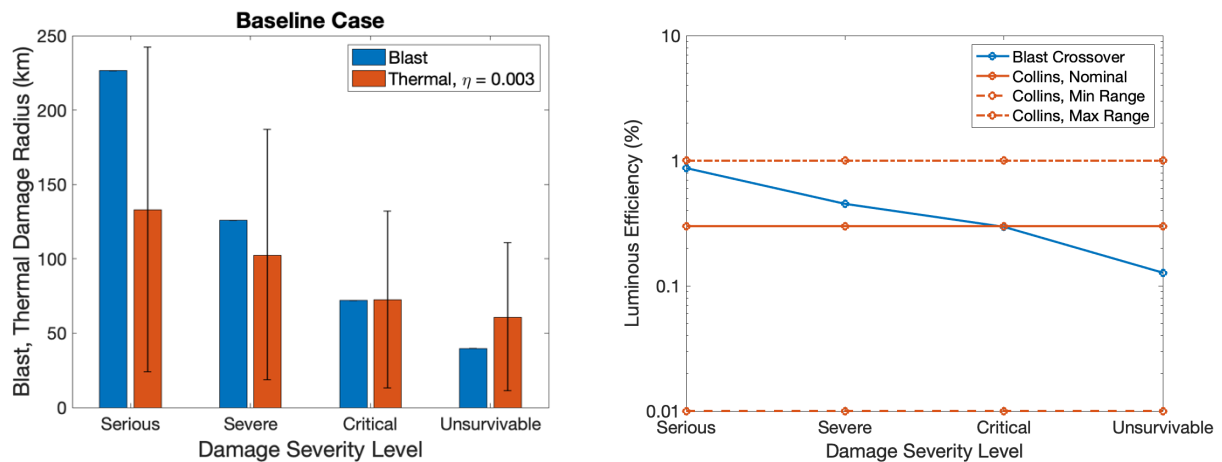 Baseline Case
Blast, Thermal Damage Radius (km)
250
200
150
100
50
0
Blast
Thermal, η = 0.003
Serious
Severe
Critical
Unsurvivable
Damage Severity Level
Luminous Efficiency (%)
10
1
0.1
0.01
Blast Crossover
Collins, Nominal
Collins, Min Range
Collins, Max Range
Serious
Severe
Critical
Unsurvivable
Damage Severity Level